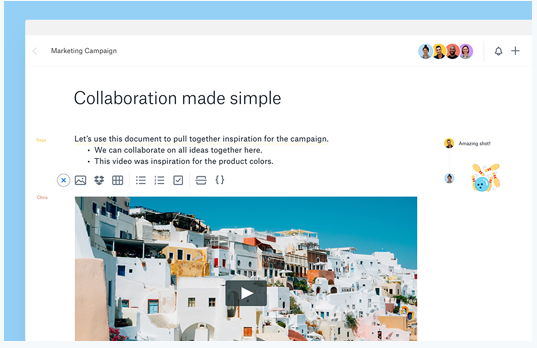 Marketing Campaign
Collaboration made simple
Let's use this document to pull together inspiration for the campaign.
• We can collaborate on all ideas together here.
• This video was inspiration for the product colors.
Amazing shot!
Chris